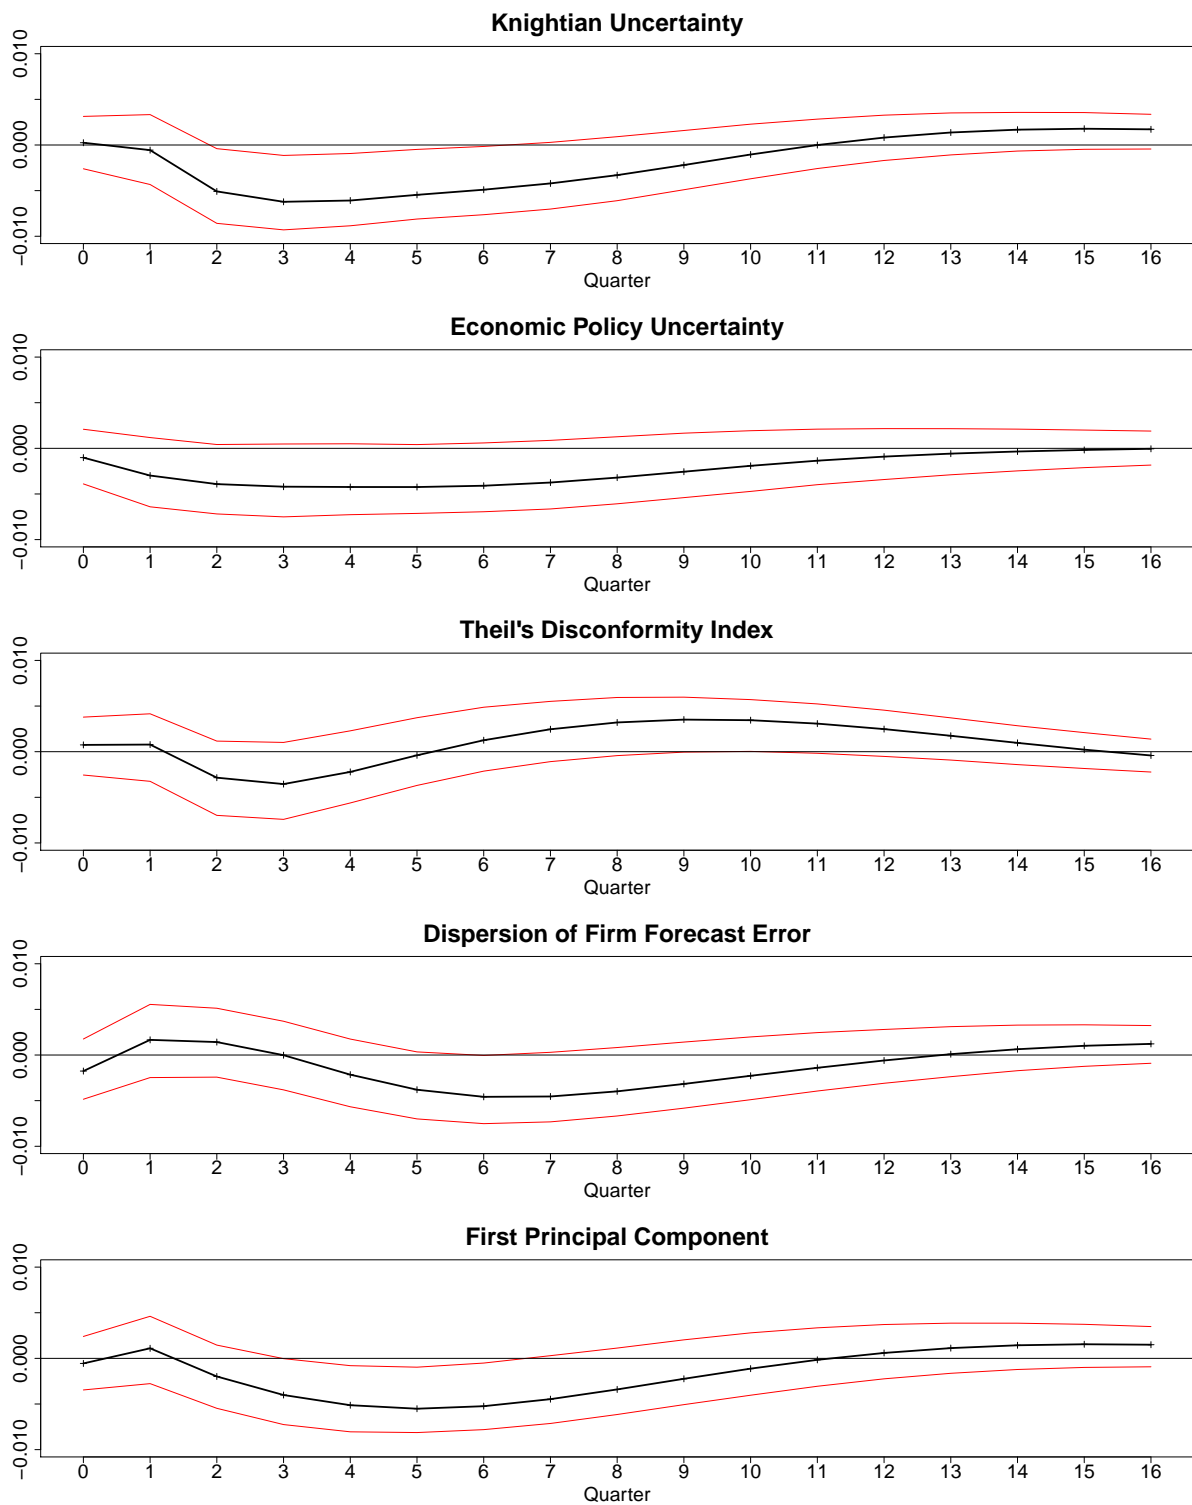 Knightian Uncertainty
0.010
0.000
−0.010
0 1 2 3 4 5 6 7 8 9 10 11 12 13 14 15 16
Quarter
Economic Policy Uncertainty
0.010
0.000
−0.010
0 1 2 3 4 5 6 7 8 9 10 11 12 13 14 15 16
Quarter
Theil's Disconformity Index
0.010
0.000
−0.010
0 1 2 3 4 5 6 7 8 9 10 11 12 13 14 15 16
Quarter
Dispersion of Firm Forecast Error
0.010
0.000
−0.010
0 1 2 3 4 5 6 7 8 9 10 11 12 13 14 15 16
Quarter
First Principal Component
0.010
0.000
−0.010
0 1 2 3 4 5 6 7 8 9 10 11 12 13 14 15 16
Quarter